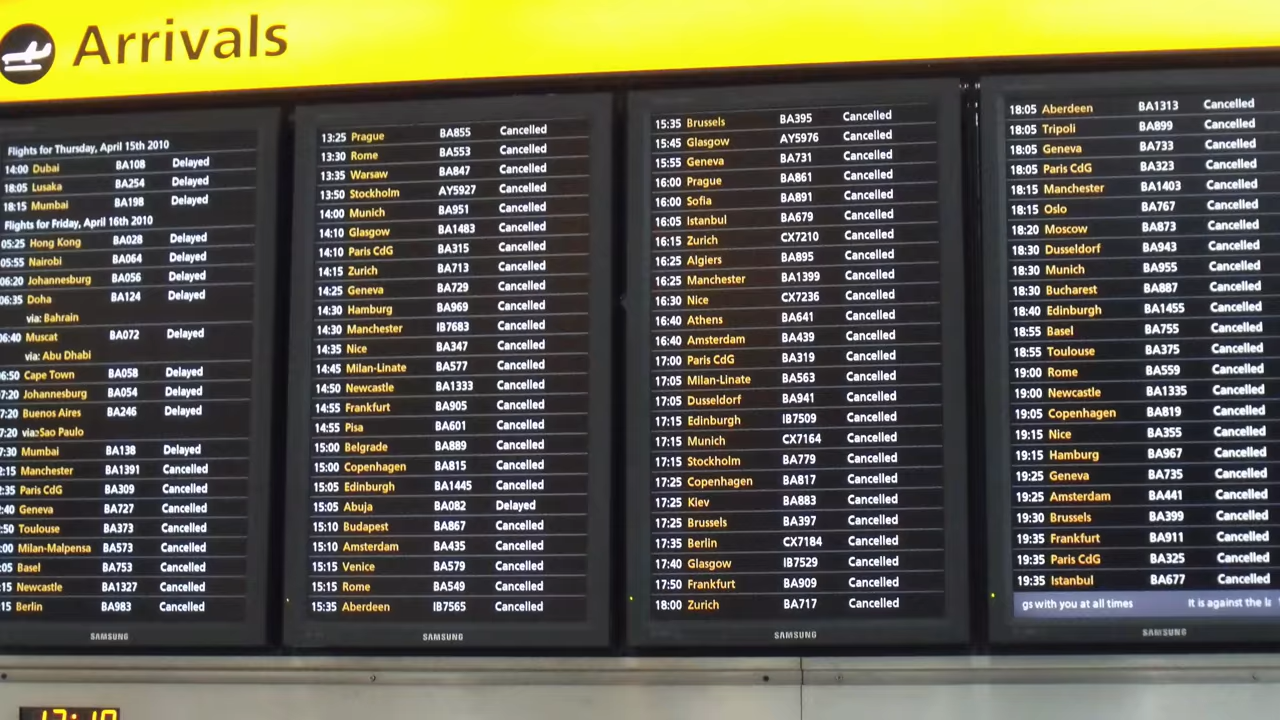 Arrivals
Flights for Thursday, April 15th 2010
14:00 Dubai BA108 Delayed
18:05 Lusaka BA254 Delayed
18:15 Mumbai BA198 Delayed
Flights for Friday, April 16th 2010
05:25 Hong Kong BA028 Delayed
05:55 Nairobi BA064 Delayed
06:20 Johannesburg BA056 Delayed
06:35 Doha BA124 Delayed
via: Bahrain
06:40 Muscat BA072 Delayed
via: Abu Dhabi
06:50 Cape Town BA058 Delayed
7:20 Johannesburg BA054 Delayed
7:20 Buenos Aires BA246 Delayed
7:20 via: Sao Paulo
7:30 Mumbai BA138 Delayed
2:15 Manchester BA1391 Cancelled
:35 Paris CdG BA309 Cancelled
:40 Geneva BA727 Cancelled
:50 Toulouse BA373 Cancelled
:00 Milan-Malpensa BA573 Cancelled
:05 Basel BA753 Cancelled
:15 Newcastle BA1327 Cancelled
15 Berlin BA983 Cancelled
SAMSUNG
13:25 Prague BA855 Cancelled
13:30 Rome BA553 Cancelled
13:35 Warsaw BA847 Cancelled
13:50 Stockholm AY5927 Cancelled
14:00 Munich BA951 Cancelled
14:10 Glasgow BA1483 Cancelled
14:10 Paris CdG BA315 Cancelled
14:15 Zurich BA713 Cancelled
14:25 Geneva BA729 Cancelled
14:30 Hamburg BA969 Cancelled
14:30 Manchester IB7683 Cancelled
14:35 Nice BA347 Cancelled
14:45 Milan-Linate BA577 Cancelled
14:50 Newcastle BA1333 Cancelled
14:55 Frankfurt BA905 Cancelled
14:55 Pisa BA601 Cancelled
15:00 Belgrade BA889 Cancelled
15:00 Copenhagen BA815 Cancelled
15:05 Edinburgh BA1445 Cancelled
15:05 Abuja BA082 Delayed
15:10 Budapest BA867 Cancelled
15:10 Amsterdam BA435 Cancelled
15:15 Venice BA579 Cancelled
15:15 Rome BA549 Cancelled
15:35 Aberdeen IB7565 Cancelled
SAMSUNG
15:35 Brussels BA395 Cancelled
15:45 Glasgow AY5976 Cancelled
15:55 Geneva BA731 Cancelled
16:00 Prague BA861 Cancelled
16:00 Sofia BA891 Cancelled
16:05 Istanbul BA679 Cancelled
16:15 Zurich CX7210 Cancelled
16:25 Algiers BA895 Cancelled
16:25 Manchester BA1399 Cancelled
16:30 Nice CX7236 Cancelled
16:40 Athens BA641 Cancelled
16:40 Amsterdam BA439 Cancelled
17:00 Paris CdG BA319 Cancelled
17:05 Milan-Linate BA563 Cancelled
17:05 Dusseldorf BA941 Cancelled
17:15 Edinburgh IB7509 Cancelled
17:15 Munich CX7164 Cancelled
17:15 Stockholm BA779 Cancelled
17:25 Copenhagen BA817 Cancelled
17:25 Kiev BA883 Cancelled
17:25 Brussels BA397 Cancelled
17:35 Berlin CX7184 Cancelled
17:40 Glasgow IB7529 Cancelled
17:50 Frankfurt BA909 Cancelled
18:00 Zurich BA717 Cancelled
SAMSUNG
18:05 Aberdeen BA1313 Cancelled
18:05 Tripoli BA899 Cancelled
18:05 Geneva BA733 Cancelled
18:05 Paris CdG BA323 Cancelled
18:15 Manchester BA1403 Cancelled
18:15 Oslo BA767 Cancelled
18:20 Moscow BA873 Cancelled
18:30 Dusseldorf BA943 Cancelled
18:30 Munich BA955 Cancelled
18:30 Bucharest BA887 Cancelled
18:40 Edinburgh BA1455 Cancelled
18:55 Basel BA755 Cancelled
18:55 Toulouse BA375 Cancelled
19:00 Rome BA559 Cancelled
19:00 Newcastle BA1335 Cancelled
19:05 Copenhagen BA819 Cancelled
19:15 Nice BA355 Cancelled
19:15 Hamburg BA967 Cancelled
19:25 Geneva BA735 Cancelled
19:25 Amsterdam BA441 Cancelled
19:30 Brussels BA399 Cancelled
19:35 Frankfurt BA911 Cancelled
19:35 Paris CdG BA325 Cancelled
19:35 Istanbul BA677 Cancelled
gs with you at all times It is against the
SAMSUNG